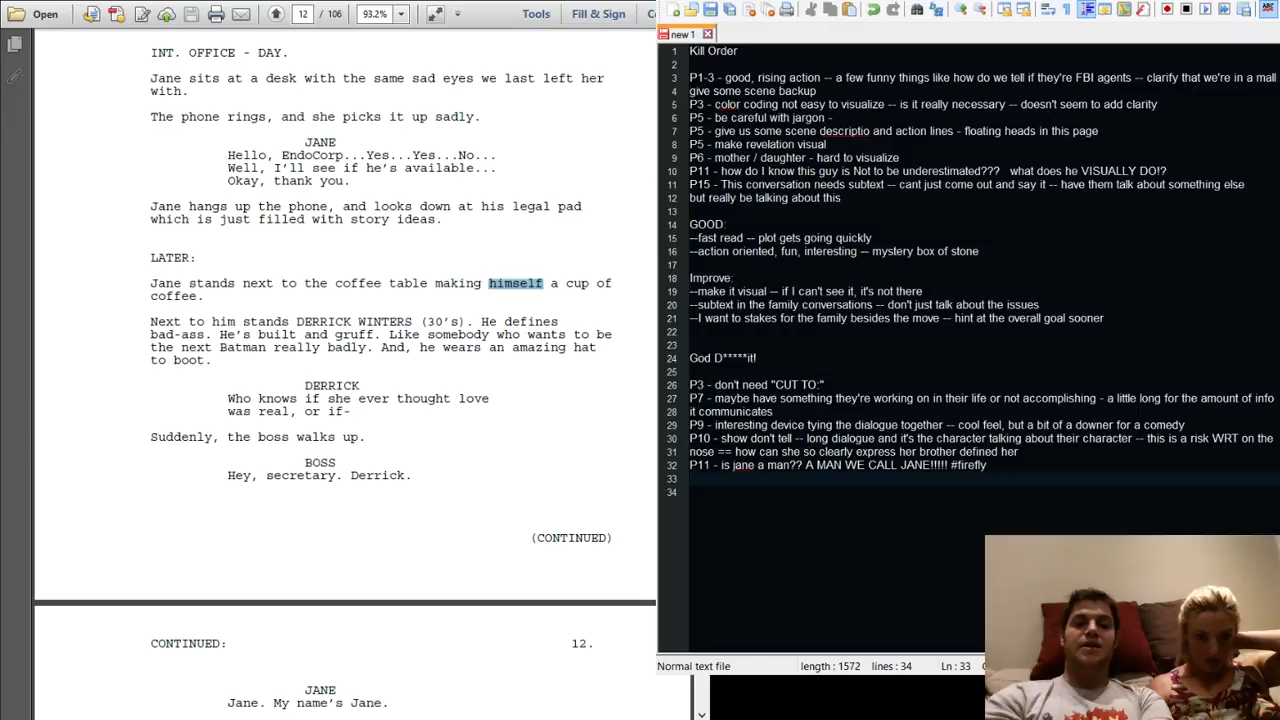 Open
12
/ 106
93.2%
Tools
Fill & Sign
INT. OFFICE - DAY.
Jane sits at a desk with the same sad eyes we last left her
with.
The phone rings, and she picks it up sadly.
JANE
Hello, EndoCorp...Yes...Yes...No...
Well, I'll see if he's available...
Okay, thank you.
Jane hangs up the phone, and looks down at his legal pad
which is just filled with story ideas.
LATER:
Jane stands next to the coffee table making himself a cup of
coffee.
Next to him stands DERRICK WINTERS (30's). He defines
bad-ass. He's built and gruff. Like somebody who wants to be
the next Batman really badly. And, he wears an amazing hat
to boot.
DERRICK
Who knows if she ever thought love
was real, or if-
Suddenly, the boss walks up.
BOSS
Hey, secretary. Derrick.
(CONTINUED)
CONTINUED: 12.
JANE
Jane. My name's Jane.
new 1
1 Kill Order
2
3 P1-3 - good, rising action -- a few funny things like how do we tell if they're FBI agents -- clarify that we're in a mall
4 give some scene backup
5 P3 - color coding not easy to visualize -- is it really necessary -- doesn't seem to add clarity
6 P5 - be careful with jargon -
7 P5 - give us some scene descriptio and action lines - floating heads in this page
8 P5 - make revelation visual
9 P6 - mother / daughter - hard to visualize
10 P11 - how do I know this guy is Not to be underestimated??? what does he VISUALLY DO!?
11 P15 - This conversation needs subtext -- cant just come out and say it -- have them talk about something else
12 but really be talking about this
13
14 GOOD:
15 --fast read -- plot gets going quickly
16 --action oriented, fun, interesting -- mystery box of stone
17
18 Improve:
19 --make it visual -- if I can't see it, it's not there
20 --subtext in the family conversations -- don't just talk about the issues
21 --I want to stakes for the family besides the move -- hint at the overall goal sooner
22
23
24 God D*****it!
25
26 P3 - don't need "CUT TO:"
27 P7 - maybe have something they're working on in their life or not accomplishing - a little long for the amount of info
28 it communicates
29 P9 - interesting device tying the dialogue together -- cool feel, but a bit of a downer for a comedy
30 P10 - show don't tell -- long dialogue and it's the character talking about their character -- this is a risk WRT on the
31 nose == how can she so clearly express her brother defined her
32 P11 - is jane a man?? A MAN WE CALL JANE!!!!! #firefly
33
34
Normal text file length : 1572 lines : 34 Ln : 33